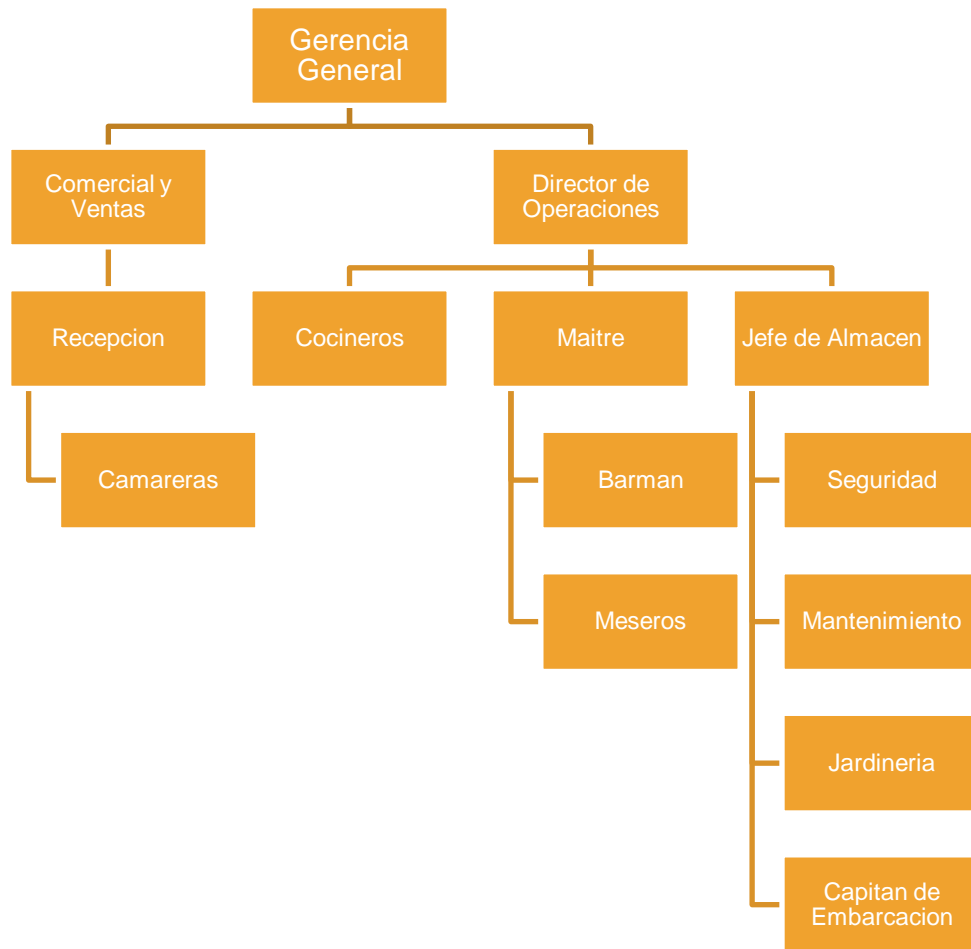 Gerencia
General
Comercial y
Ventas
Director de
Operaciones
Recepcion
Cocineros
Maitre
Jefe de Almacen
Camareras
Barman
Seguridad
Meseros
Mantenimiento
Jardineria
Capitan de
Embarcacion